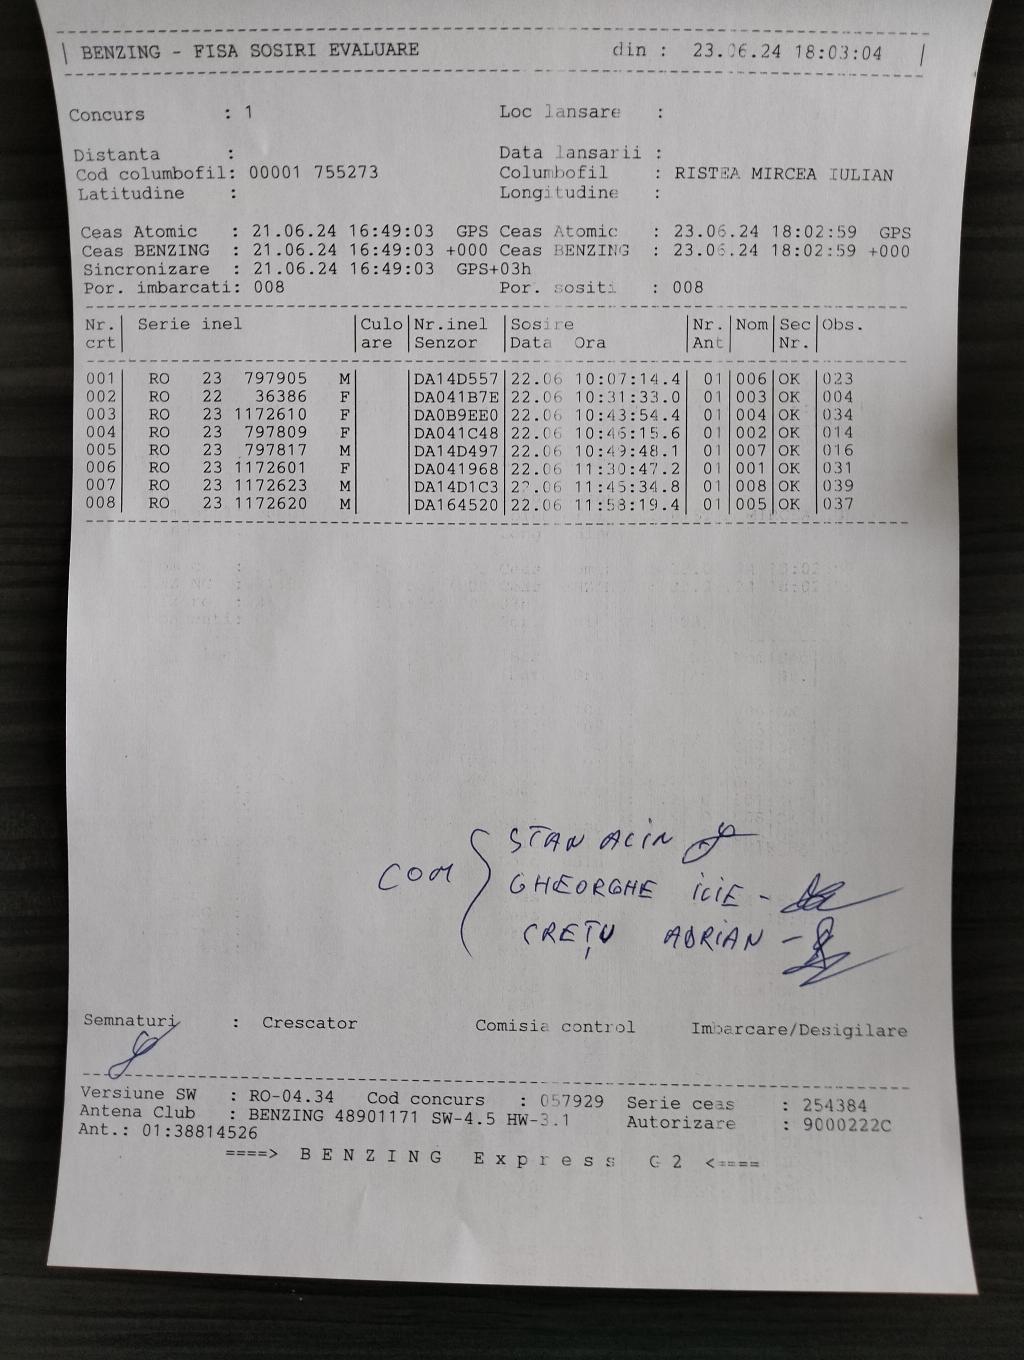 BENZING - FISA SOSIRI EVALUARE din : 23.06.24 18:03:04
Concurs : 1 Loc lansare :
Distanta : Data lansarii :
Cod columbofil: 00001 755273 Columbofil : RISTEA MIRCEA IULIAN
Latitudine : Longitudine :
Ceas Atomic : 21.06.24 16:49:03 GPS Ceas Atomic : 23.06.24 18:02:59 GPS
Ceas BENZING : 21.06.24 16:49:03 +000 Ceas BENZING : 23.06.24 18:02:59 +000
Sincronizare : 21.06.24 16:49:03 GPS+03h
Por. imbarcati: 008 Por. sositi : 008
Nr. | Serie inel | Culo | Nr.inel | Sosire | Nr. | Nom | Sec | Obs.
crt | | are | Senzor | Data Ora | Ant | | Nr. |
001 | RO 23 797905 M | | DA14D557 | 22.06 10:07:14.4 | 01 | 006 | OK | 023
002 | RO 22 36386 F | | DA041B7E | 22.06 10:31:33.0 | 01 | 003 | OK | 004
003 | RO 23 1172610 F | | DA0B9EE0 | 22.06 10:43:54.4 | 01 | 004 | OK | 034
004 | RO 23 797809 F | | DA041C48 | 22.06 10:46:15.6 | 01 | 002 | OK | 014
005 | RO 23 797817 M | | DA14D497 | 22.06 10:49:48.1 | 01 | 007 | OK | 016
006 | RO 23 1172601 F | | DA041968 | 22.06 11:30:47.2 | 01 | 001 | OK | 031
007 | RO 23 1172623 M | | DA14D1C3 | 22.06 11:45:34.8 | 01 | 008 | OK | 039
008 | RO 23 1172620 M | | DA164520 | 22.06 11:58:19.4 | 01 | 005 | OK | 037
COM
STAN ALIN
GHEORGHE ILIE -
CREȚU ADRIAN -
Semnaturi : Crescator Comisia control Imbarcare/Desigilare
Versiune SW : RO-04.34 Cod concurs : 057929 Serie ceas : 254384
Antena Club : BENZING 48901171 SW-4.5 HW-3.1 Autorizare : 9000222C
Ant.: 01:38814526
====> BENZING Express G2 <====